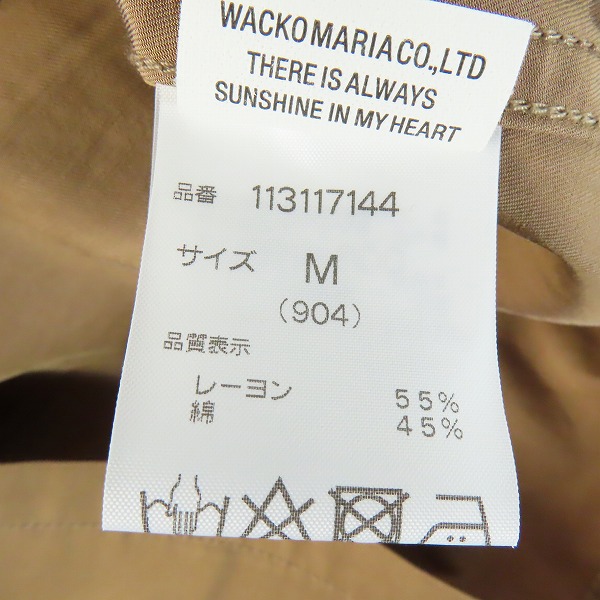 WACKO MARIA CO.,LTD
THERE IS ALWAYS
SUNSHINE IN MY HEART
品番 113117144
サイズ M
(904)
品質表示
レーヨン 55%
綿 45%